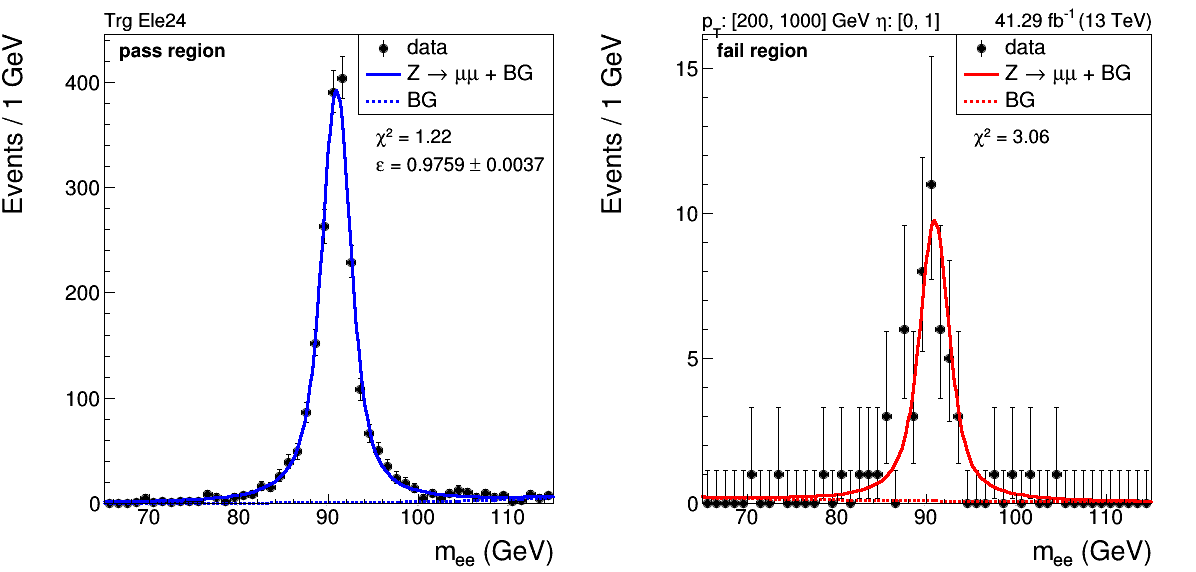 Trg Ele24
pass region
data
Z → μμ + BG
BG
χ² = 1.22
ε = 0.9759 ± 0.0037
Events / 1 GeV
400
300
200
100
0
70 80 90 100 110
m_ee (GeV)
p_T: [200, 1000] GeV η: [0, 1] 41.29 fb⁻¹ (13 TeV)
fail region
data
Z → μμ + BG
BG
χ² = 3.06
Events / 1 GeV
15
10
5
0
70 80 90 100 110
m_ee (GeV)